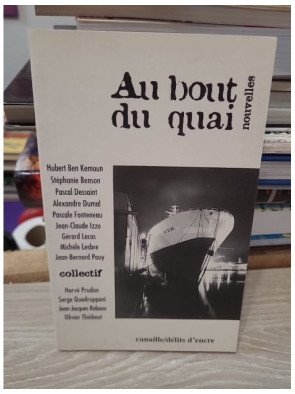 Au bout
du quai
nouvelles
Hubert Ben Kemoun
Stéphanie Benson
Pascal Dessaint
Alexandre Dumal
Pascale Fonteneau
Jean-Claude Izzo
Gérard Lecas
Michèle Lesbre
Jean-Bernard Pouy
collectif
Hervé Prudon
Serge Quadruppani
Jean-Jacques Reboux
Olivier Thiébaut
canaille/délits d'encre